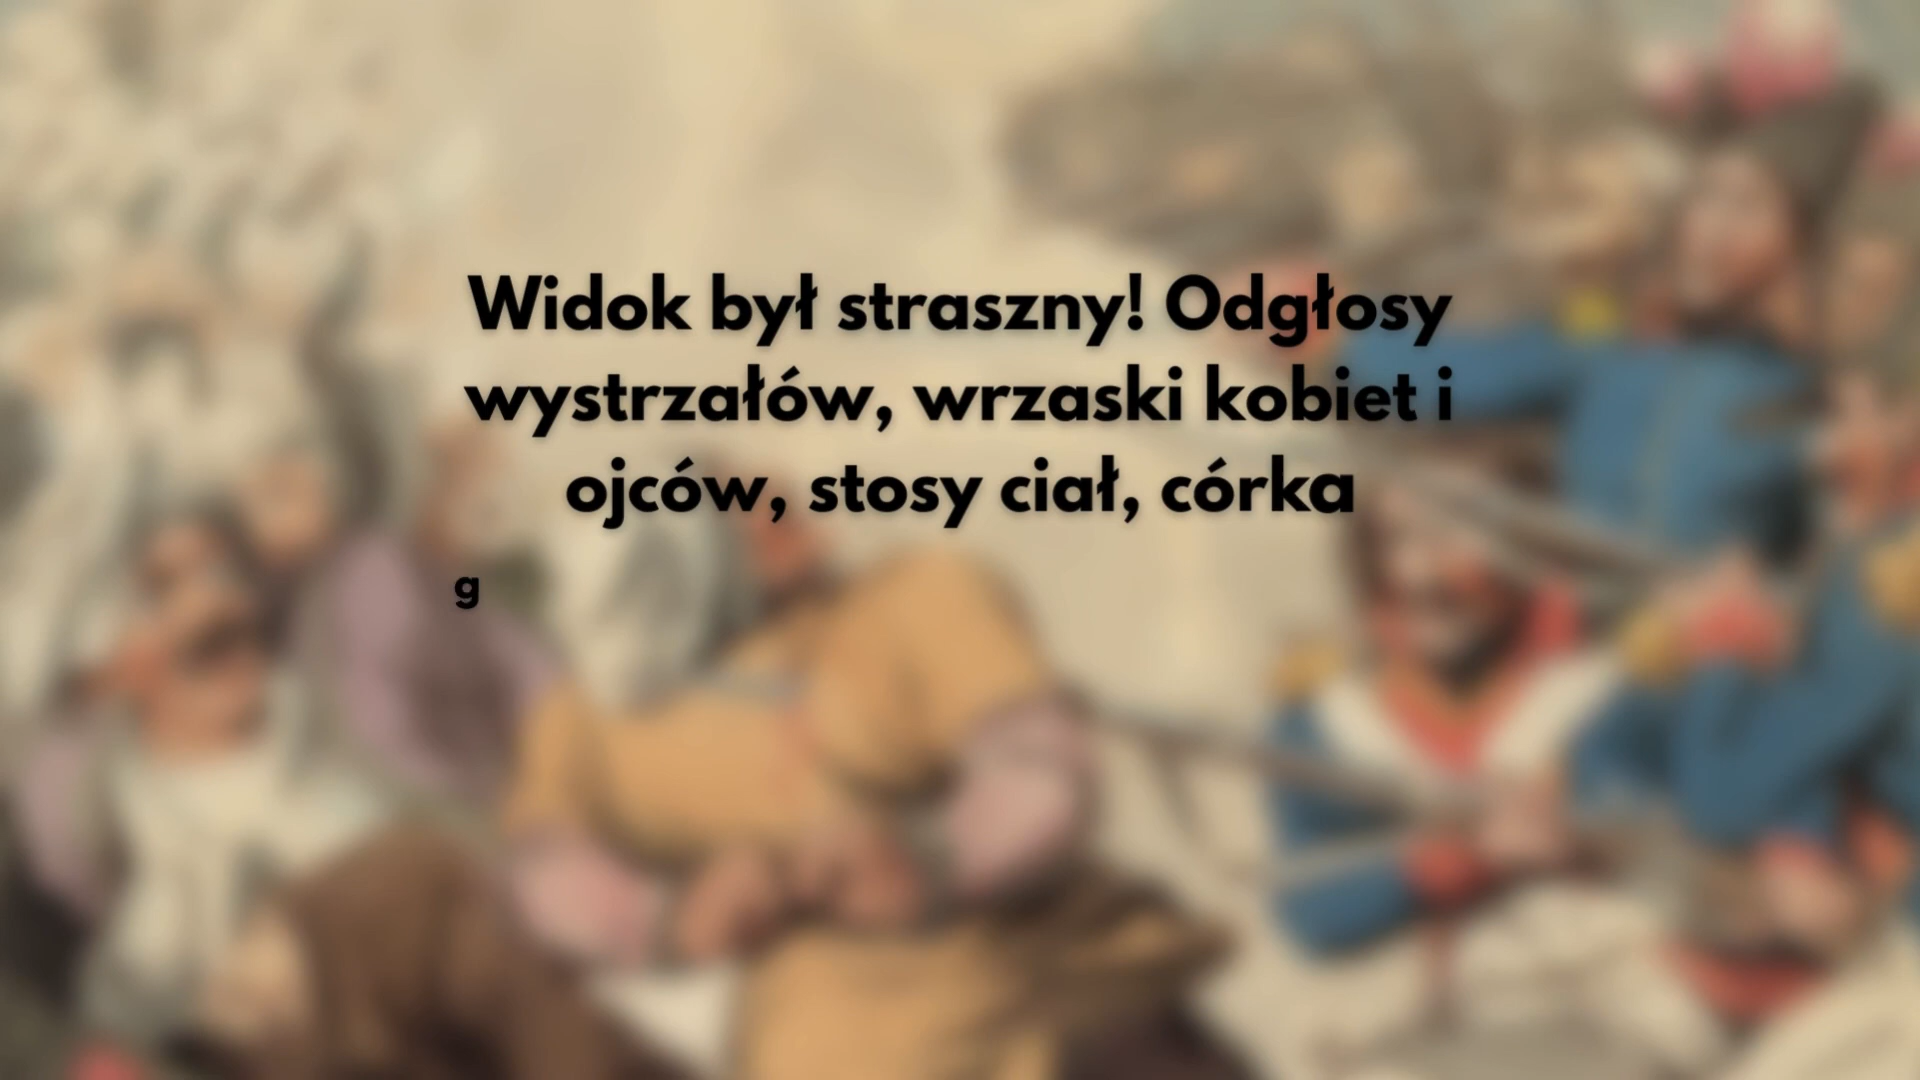 Widok był straszny! Odgłosy
wystrzałów, wrzaski kobiet i
ojców, stosy ciał, córka
g